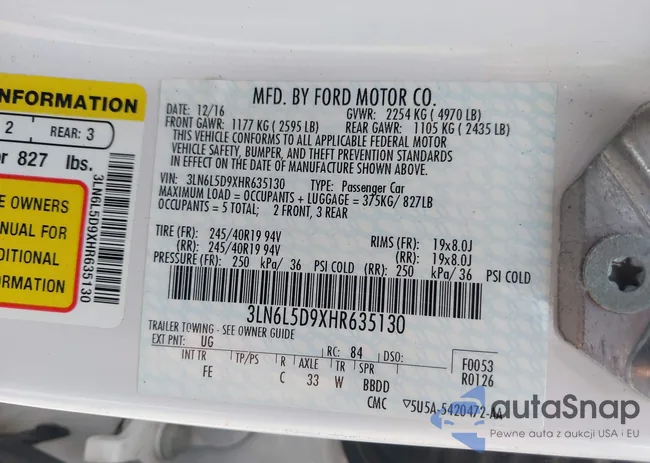 INFORMATION
2 REAR: 3
or 827 lbs.
E OWNERS
ANUAL FOR
DITIONAL
FORMATION
3LN6L5D9XHR635130
MFD. BY FORD MOTOR CO.
DATE: 12/16 GVWR: 2254 KG ( 4970 LB)
FRONT GAWR: 1177 KG ( 2595 LB) REAR GAWR: 1105 KG ( 2435 LB)
THIS VEHICLE CONFORMS TO ALL APPLICABLE FEDERAL MOTOR
VEHICLE SAFETY, BUMPER, AND THEFT PREVENTION STANDARDS
IN EFFECT ON THE DATE OF MANUFACTURE SHOWN ABOVE.
VIN: 3LN6L5D9XHR635130 TYPE: Passenger Car
MAXIMUM LOAD = OCCUPANTS + LUGGAGE = 375KG/ 827LB
OCCUPANTS = 5 TOTAL; 2 FRONT, 3 REAR
TIRE (FR): 245/40R19 94V RIMS (FR): 19x8.0J
(RR): 245/40R19 94V (RR): 19x8.0J
PRESSURE (FR): 250 kPa/ 36 PSI COLD (RR): 250 kPa/ 36 PSI COLD
3LN6L5D9XHR635130
TRAILER TOWING - SEE OWNER GUIDE
EXT PNT: UG RC: 84 DSO: F0053
INT TR TP/PS R AXLE TR SPR R0126
FE C 33 W BBDD
CMC 5U5A-5420472-AA
autaSnap
Pewne auta z aukcji USA i EU